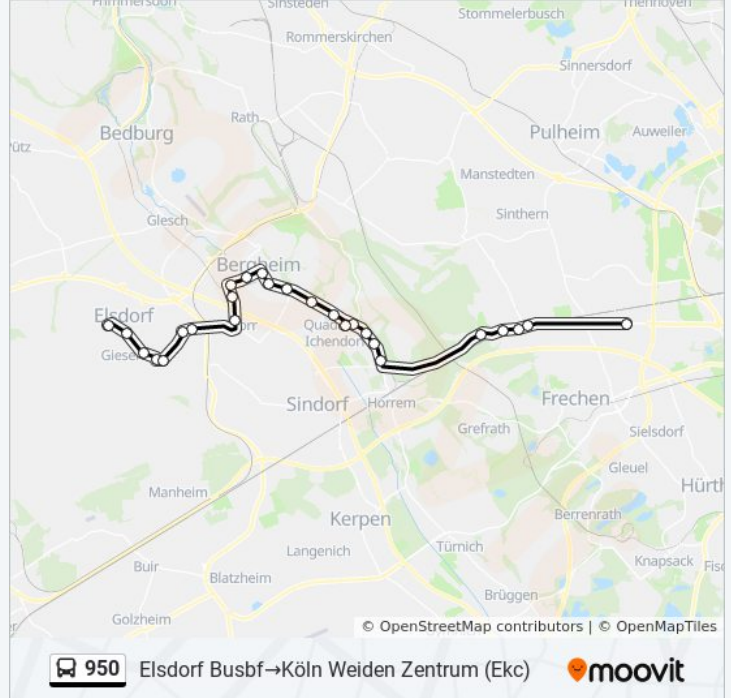 Sinsteden
Stommelerbusch
Rommerskirchen
Sinnersdorf
Rath
Bedburg
Pulheim
Auweiler
Manstedten
Glesch
Sinthern
Bergheim
Elsdorf
Ichendorf
Sindorf
Horrem
Frechen
Grefrath
Sielsdorf
Gleuel
Manheim
Berrenrath
Kerpen
Türnich
Langenich
Buir
Knapsack
Blatzheim
Brüggen
Golzheim
© OpenStreetMap contributors | © OpenMapTiles
950 Elsdorf Busbf→Köln Weiden Zentrum (Ekc) moovit